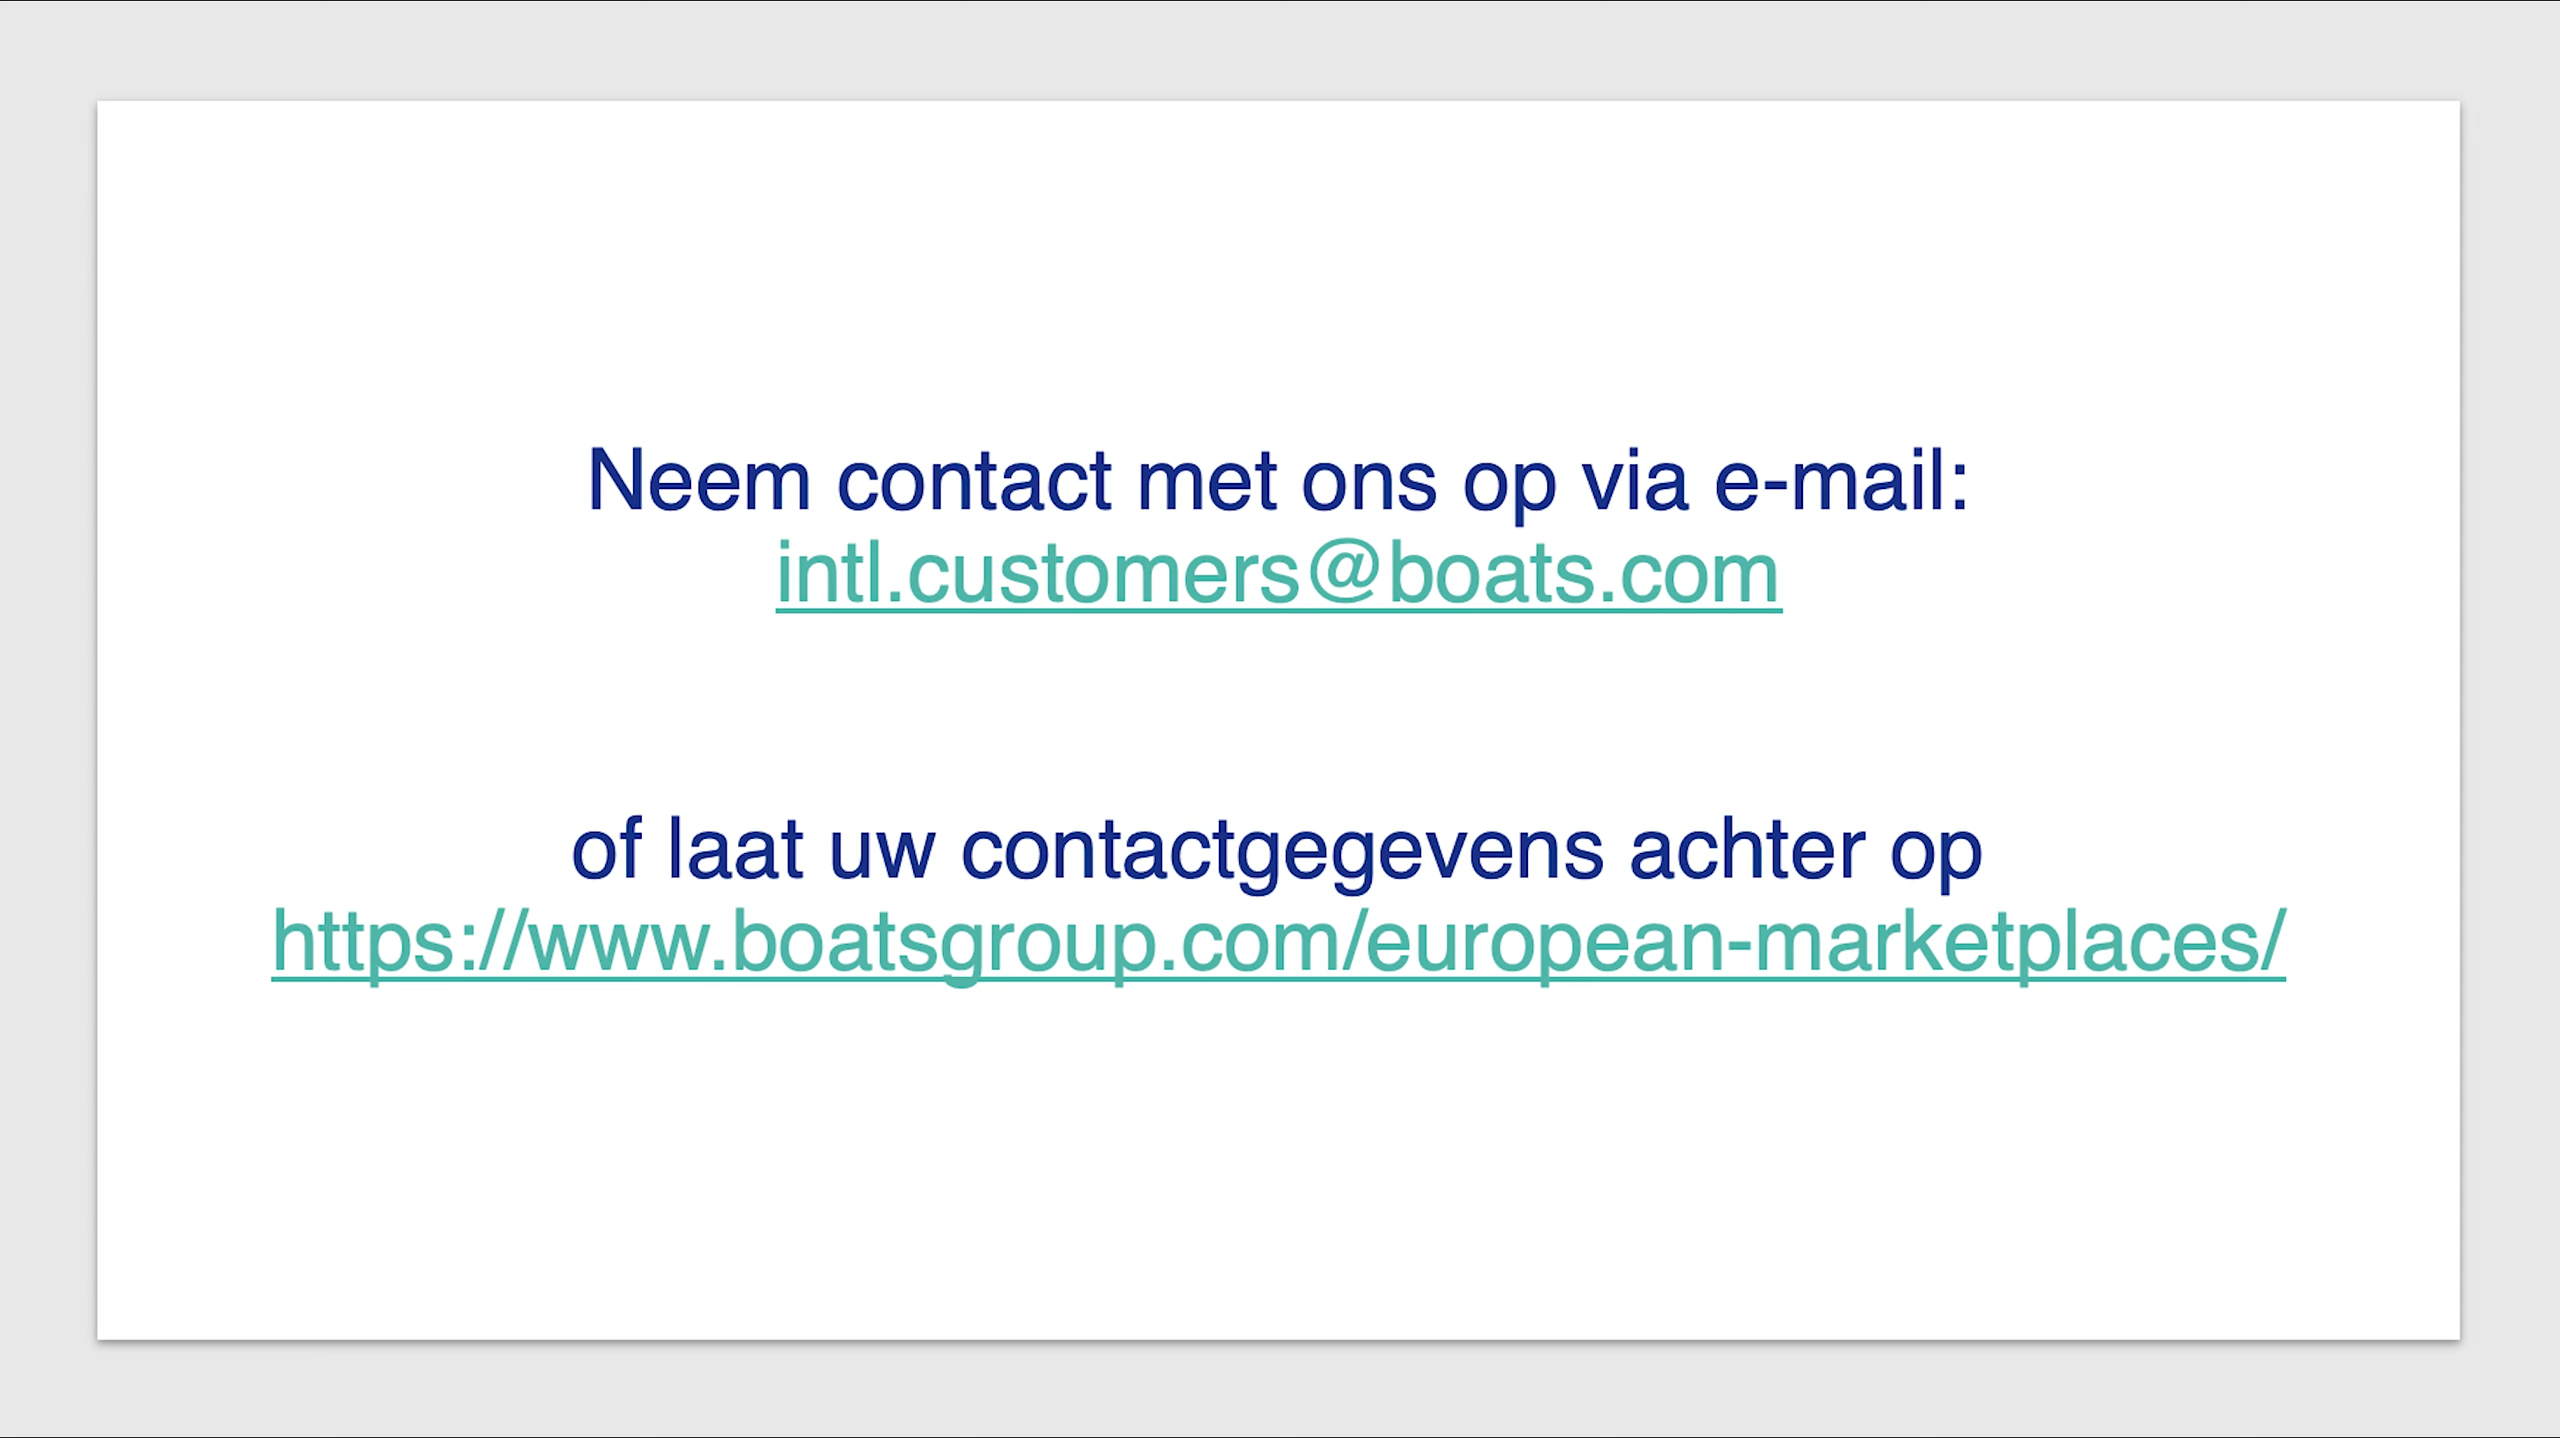 Neem contact met ons op via e-mail:
intl.customers@boats.com
of laat uw contactgegevens achter op
https://www.boatsgroup.com/european-marketplaces/